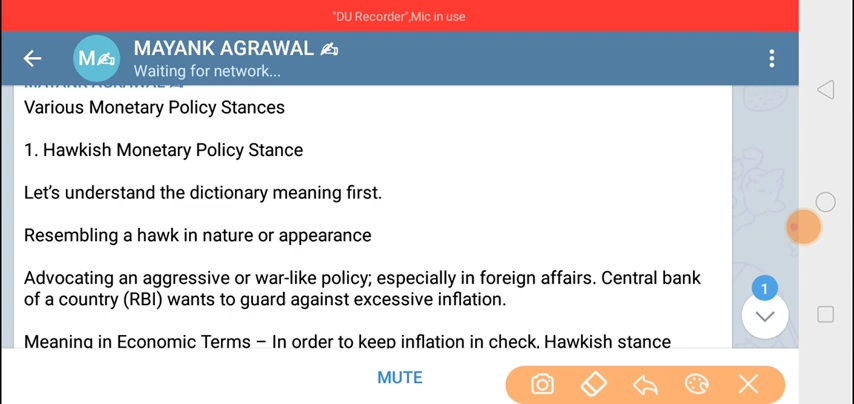 "DU Recorder",Mic in use
MAYANK AGRAWAL ✍
Waiting for network...
M✍
MAYANK AGRAWAL ✍
Various Monetary Policy Stances
1. Hawkish Monetary Policy Stance
Let's understand the dictionary meaning first.
Resembling a hawk in nature or appearance
Advocating an aggressive or war-like policy; especially in foreign affairs. Central bank
of a country (RBI) wants to guard against excessive inflation.
Meaning in Economic Terms – In order to keep inflation in check, Hawkish stance
1
MUTE